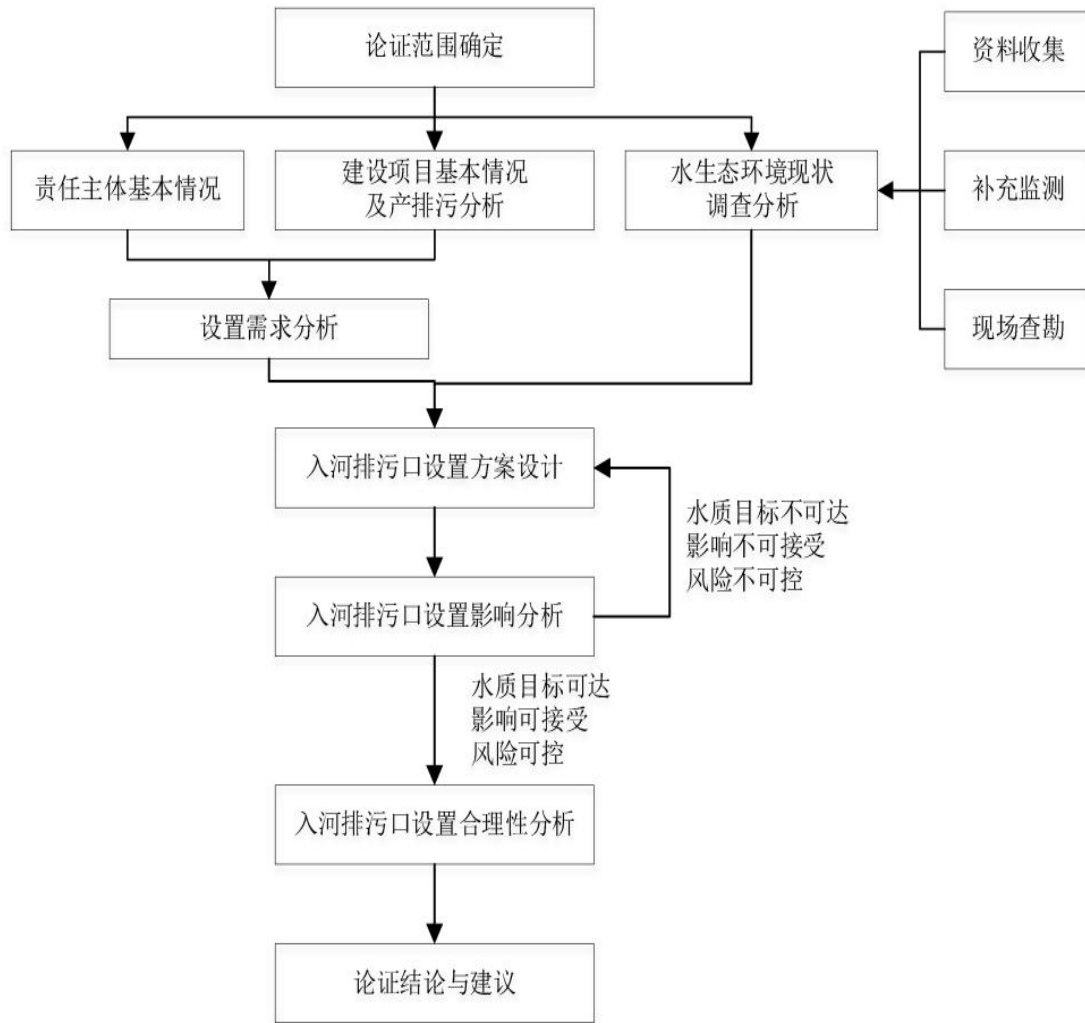 论证范围确定
资料收集
责任主体基本情况
建设项目基本情况
及产排污分析
水生态环境现状
调查分析
补充监测
设置需求分析
现场查勘
入河排污口设置方案设计
水质目标不可达
影响不可接受
风险不可控
入河排污口设置影响分析
水质目标可达
影响可接受
风险可控
入河排污口设置合理性分析
论证结论与建议